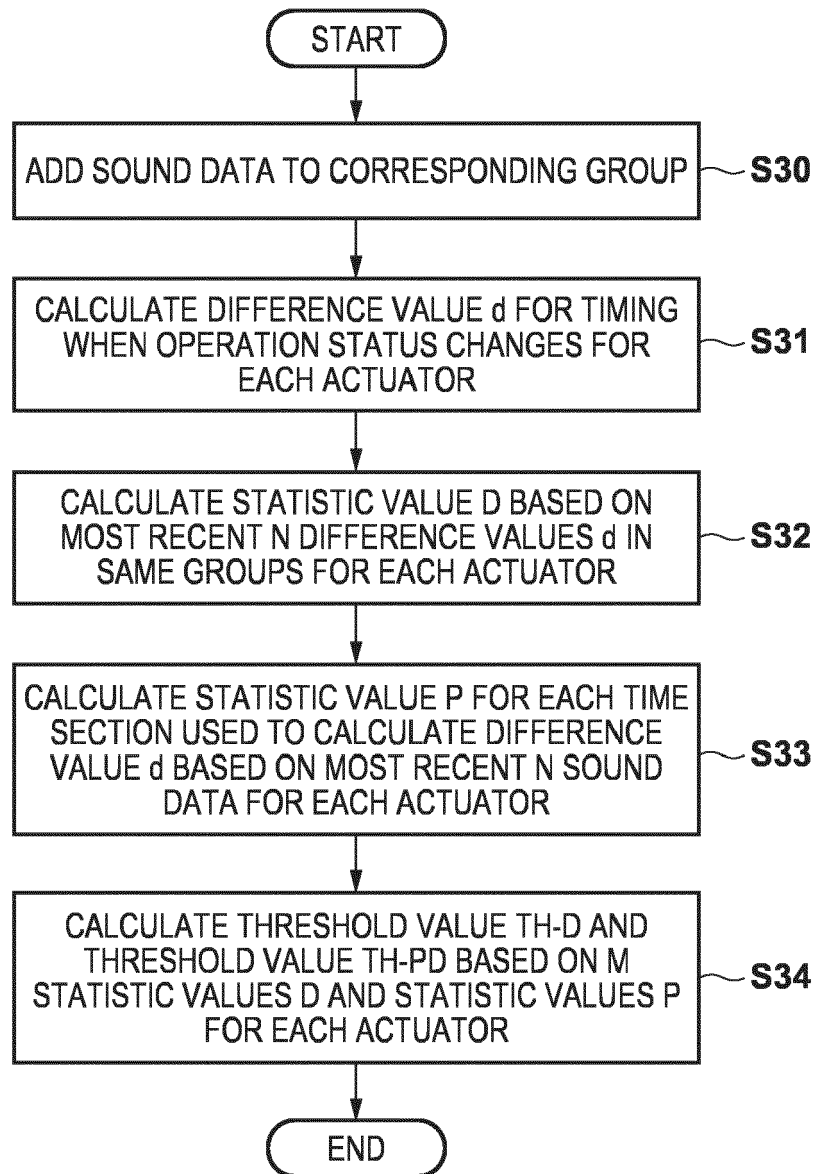 START
ADD SOUND DATA TO CORRESPONDING GROUP
S30
CALCULATE DIFFERENCE VALUE d FOR TIMING
WHEN OPERATION STATUS CHANGES FOR
EACH ACTUATOR
S31
CALCULATE STATISTIC VALUE D BASED ON
MOST RECENT N DIFFERENCE VALUES d IN
SAME GROUPS FOR EACH ACTUATOR
S32
CALCULATE STATISTIC VALUE P FOR EACH TIME
SECTION USED TO CALCULATE DIFFERENCE
VALUE d BASED ON MOST RECENT N SOUND
DATA FOR EACH ACTUATOR
S33
CALCULATE THRESHOLD VALUE TH-D AND
THRESHOLD VALUE TH-PD BASED ON M
STATISTIC VALUES D AND STATISTIC VALUES P
FOR EACH ACTUATOR
S34
END